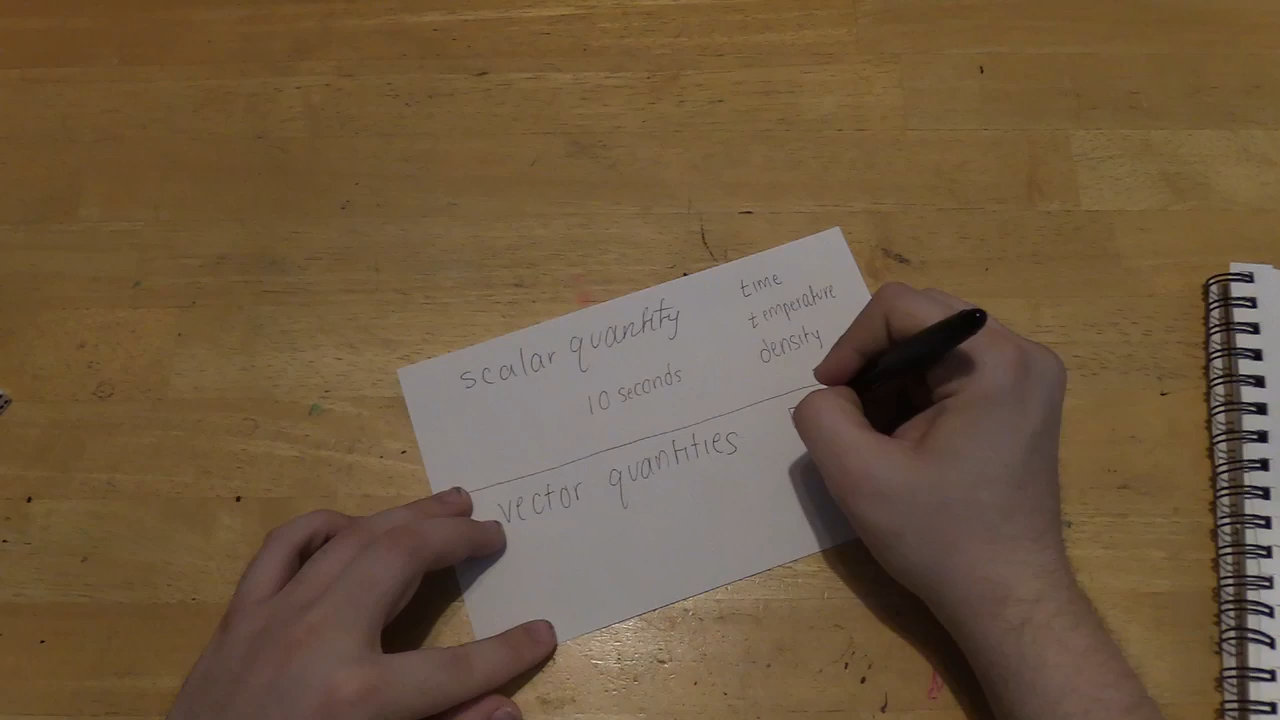 scalar quantity
10 seconds
time
temperature
density
vector quantities